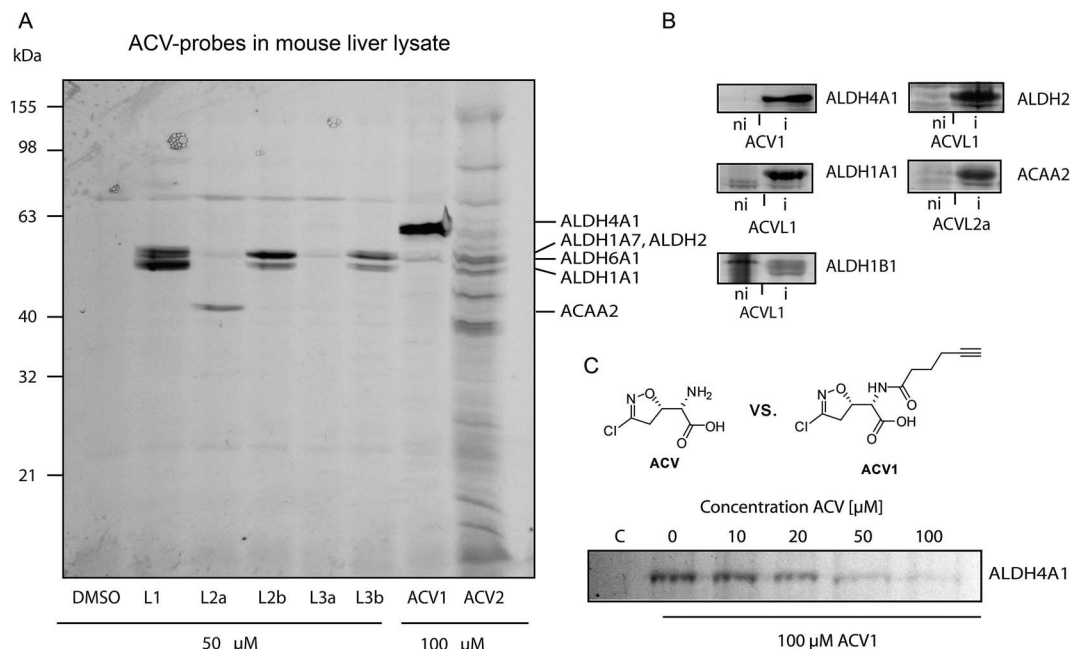 A
ACV-probes in mouse liver lysate
kDa
155
98
63
40
32
21
ALDH4A1
ALDH1A7, ALDH2
ALDH6A1
ALDH1A1
ACAA2
DMSO L1 L2a L2b L3a L3b ACV1 ACV2
50 µM 100 µM
B
ALDH4A1
ni i
ACV1
ALDH2
ni i
ACVL1
ALDH1A1
ni i
ACVL1
ACAA2
ni i
ACVL2a
ALDH1B1
ni i
ACVL1
C
N O NH2
Cl O OH
ACV
VS.
N O HN O
Cl O OH
ACV1
Concentration ACV [µM]
C 0 10 20 50 100
ALDH4A1
100 µM ACV1